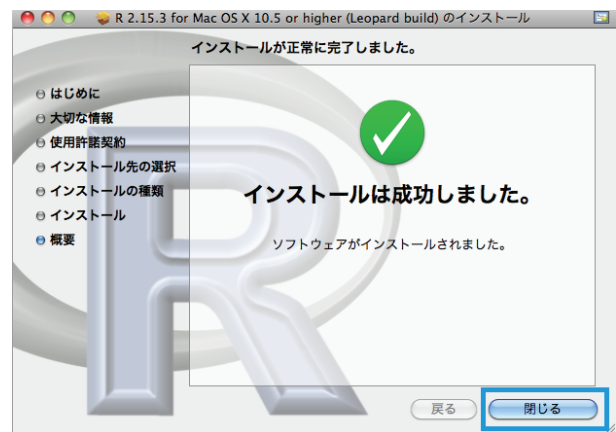 R 2.15.3 for Mac OS X 10.5 or higher (Leopard build) のインストール
インストールが正常に完了しました。
はじめに
大切な情報
使用許諾契約
インストール先の選択
インストールの種類
インストール
概要
インストールは成功しました。
ソフトウェアがインストールされました。
戻る
閉じる